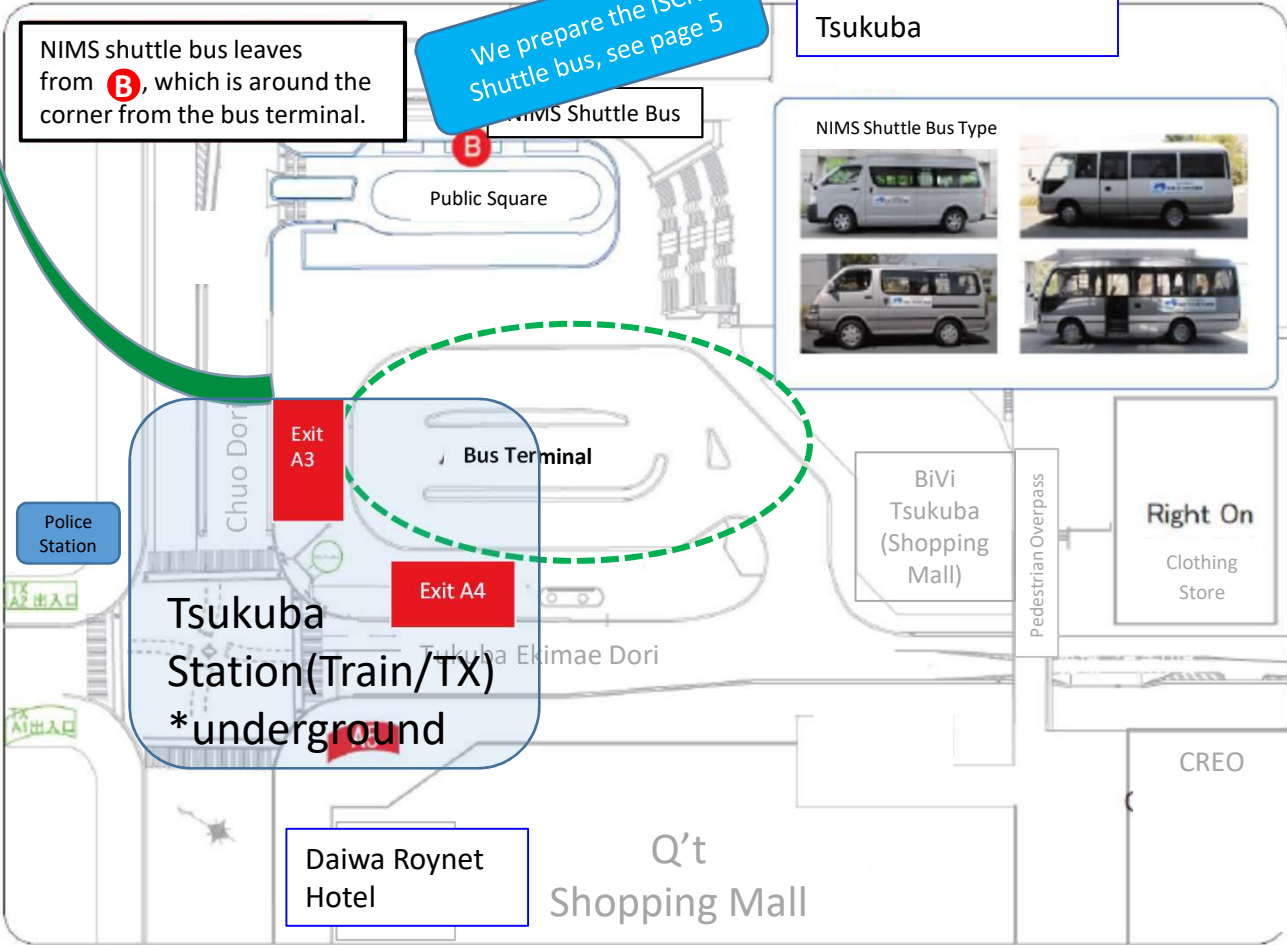 NIMS shuttle bus leaves
from B, which is around the
corner from the bus terminal.
We prepare the
Shuttle bus, see page 5
Tsukuba
NIMS Shuttle Bus
B
Public Square
NIMS Shuttle Bus Type
Chuo Dori
Exit
A3
Bus Terminal
Police
Station
BiVi
Tsukuba
(Shopping
Mall)
Pedestrian Overpass
Right On
Clothing
Store
TX
A2 出入口
Exit A4
Tsukuba
Station(Train/TX)
*underground
Tukuba Ekimae Dori
TX
A1出入口
CREO
Daiwa Roynet
Hotel
Q't
Shopping Mall